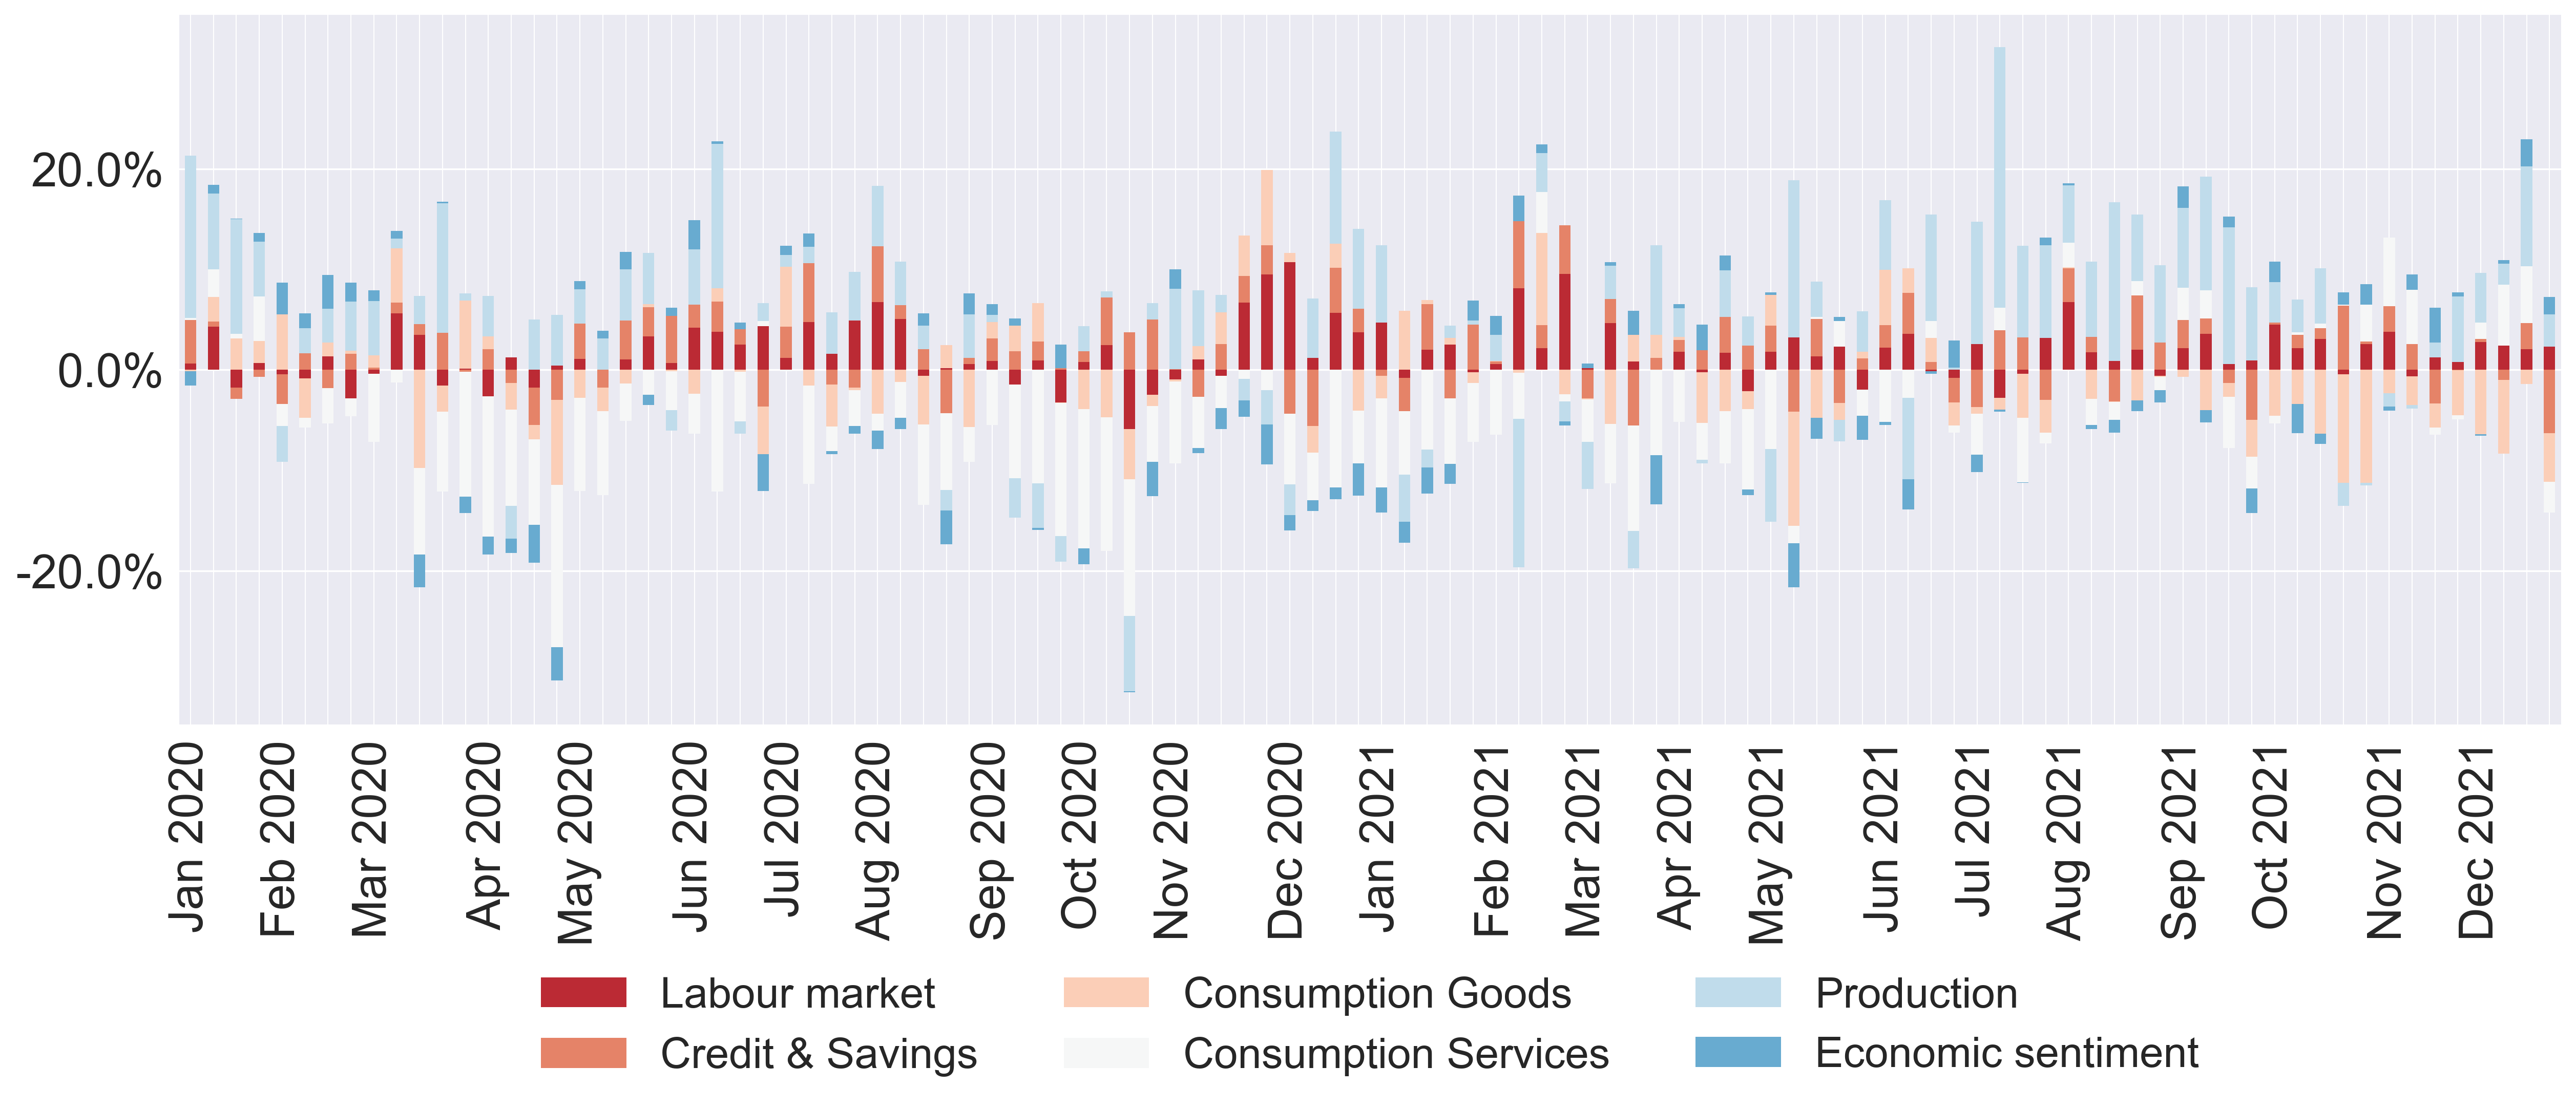 20.0%
0.0%
-20.0%
Jan 2020
Feb 2020
Mar 2020
Apr 2020
May 2020
Jun 2020
Jul 2020
Aug 2020
Sep 2020
Oct 2020
Nov 2020
Dec 2020
Jan 2021
Feb 2021
Mar 2021
Apr 2021
May 2021
Jun 2021
Jul 2021
Aug 2021
Sep 2021
Oct 2021
Nov 2021
Dec 2021
Labour market
Consumption Goods
Production
Credit & Savings
Consumption Services
Economic sentiment